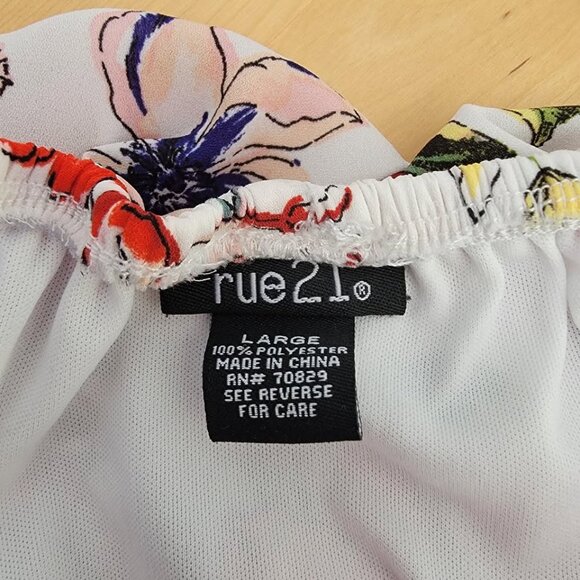 rue21®
LARGE
100% POLYESTER
MADE IN CHINA
RN# 70829
SEE REVERSE
FOR CARE